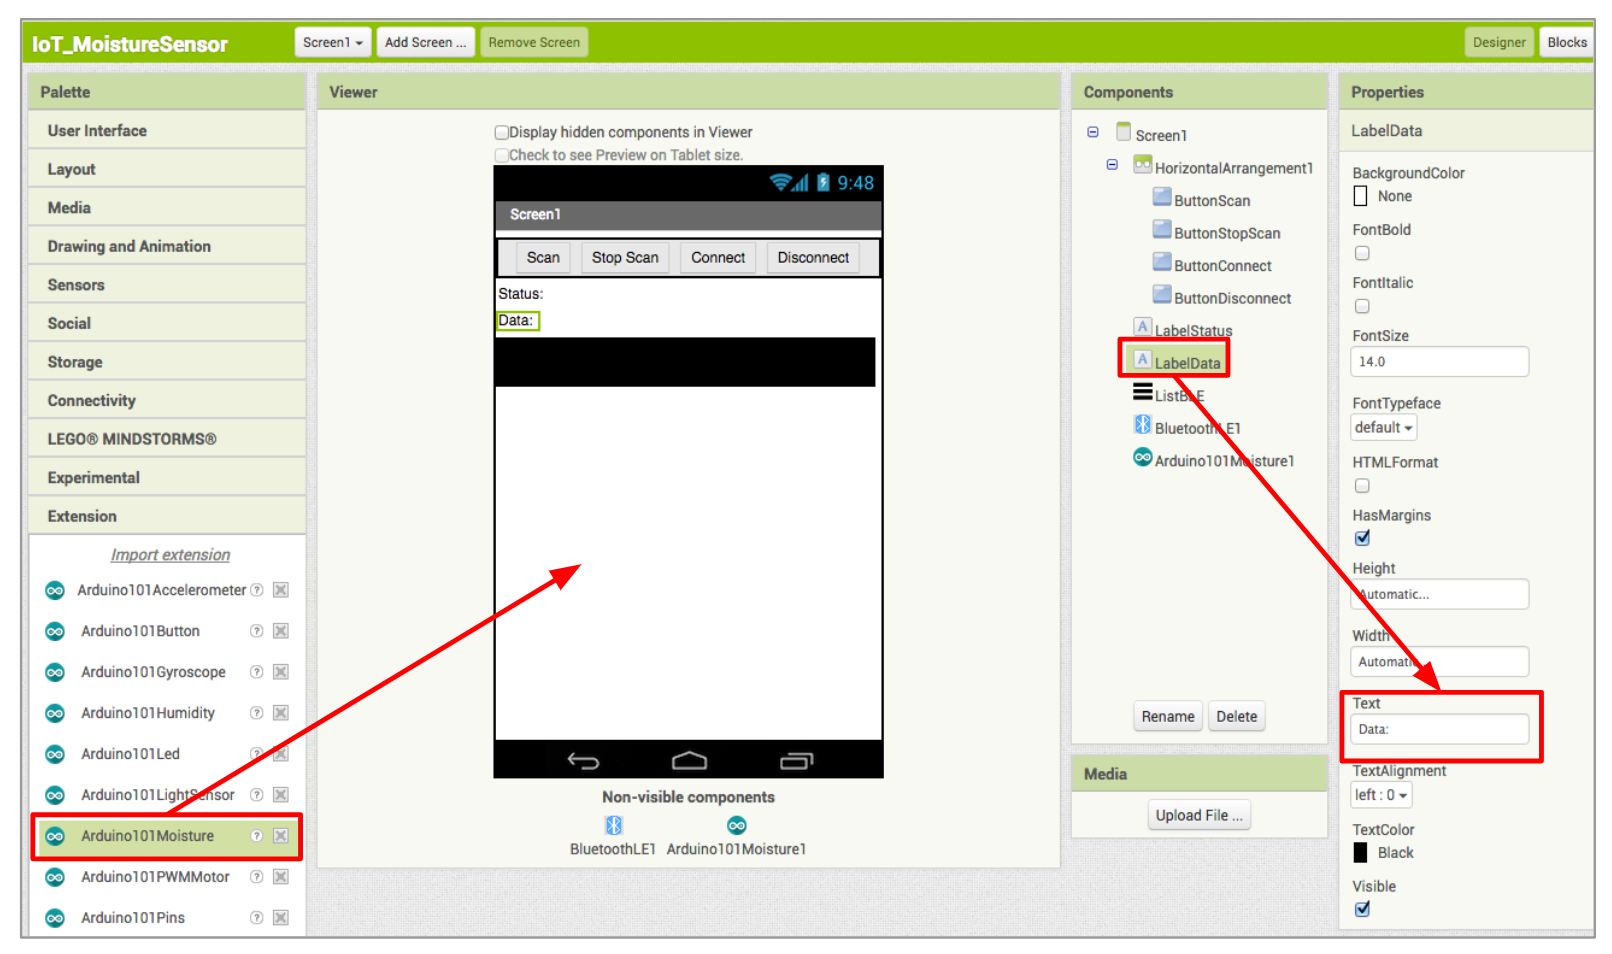 IoT_MoistureSensor
Screen1
Add Screen ...
Remove Screen
Designer
Blocks
Palette
User Interface
Layout
Media
Drawing and Animation
Sensors
Social
Storage
Connectivity
LEGO® MINDSTORMS®
Experimental
Extension
Import extension
Arduino101Accelerometer ?
Arduino101Button ?
Arduino101Gyroscope ?
Arduino101Humidity ?
Arduino101Led ?
Arduino101LightSensor ?
Arduino101Moisture ?
Arduino101PWMMotor ?
Arduino101Pins ?
Viewer
Display hidden components in Viewer
Check to see Preview on Tablet size.
9:48
Screen1
Scan
Stop Scan
Connect
Disconnect
Status:
Data:
Non-visible components
BluetoothLE1
Arduino101Moisture1
Components
Screen1
HorizontalArrangement1
ButtonScan
ButtonStopScan
ButtonConnect
ButtonDisconnect
LabelStatus
LabelData
ListBLE
BluetoothLE1
Arduino101Moisture1
Rename
Delete
Media
Upload File ...
Properties
LabelData
BackgroundColor
None
FontBold
FontItalic
FontSize
14.0
FontTypeface
default
HTMLFormat
HasMargins
Height
Automatic...
Width
Automatic...
Text
Data:
TextAlignment
left : 0
TextColor
Black
Visible